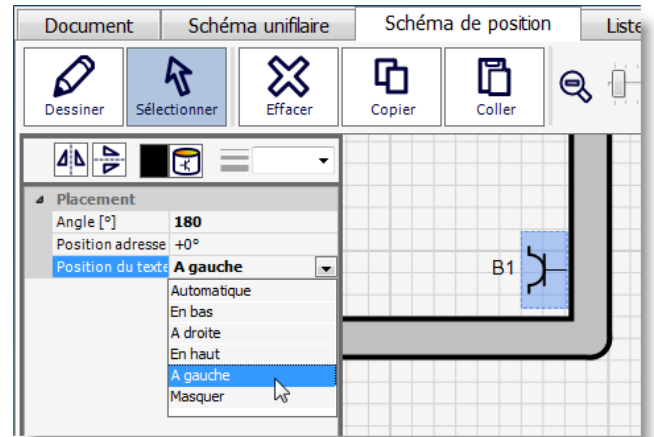 Document Schéma unifilaire Schéma de position Liste
Dessiner Sélectionner Effacer Copier Coller
Placement
Angle [°] 180
Position adresse +0°
Position du texte A gauche
Automatique
En bas
A droite
En haut
A gauche
Masquer
B1